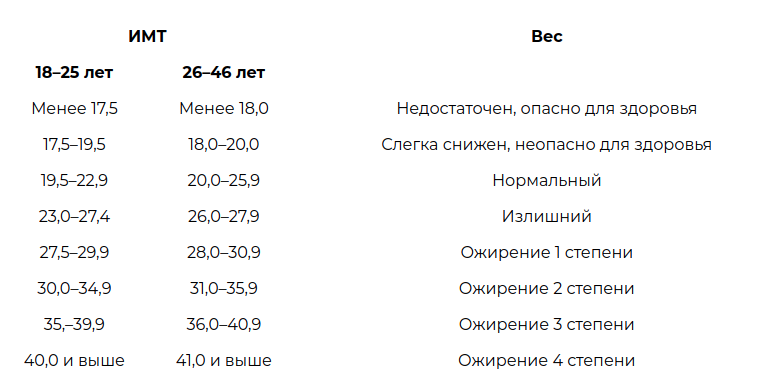 ИМТ Вес
18–25 лет 26–46 лет
Менее 17,5 Менее 18,0 Недостаточен, опасно для здоровья
17,5–19,5 18,0–20,0 Слегка снижен, неопасно для здоровья
19,5–22,9 20,0–25,9 Нормальный
23,0–27,4 26,0–27,9 Излишний
27,5–29,9 28,0–30,9 Ожирение 1 степени
30,0–34,9 31,0–35,9 Ожирение 2 степени
35,–39,9 36,0–40,9 Ожирение 3 степени
40,0 и выше 41,0 и выше Ожирение 4 степени